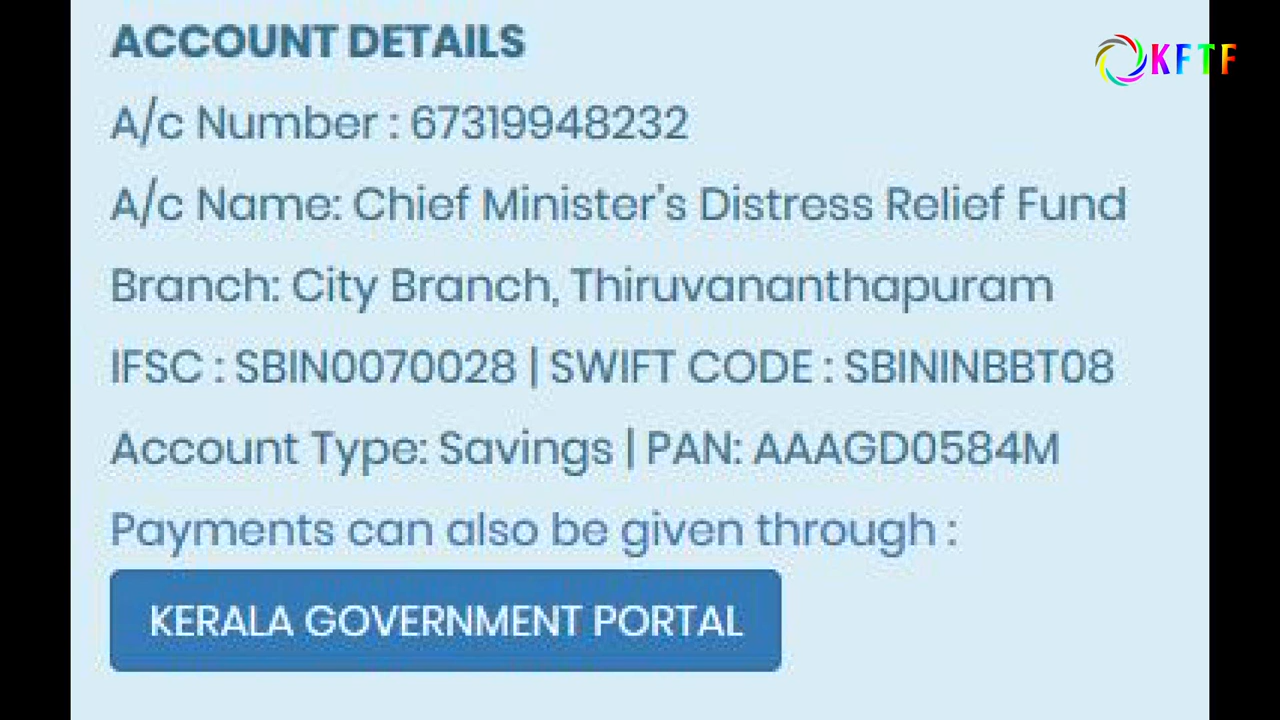 ACCOUNT DETAILS
KFTF
A/c Number : 67319948232
A/c Name: Chief Minister's Distress Relief Fund
Branch: City Branch, Thiruvananthapuram
IFSC : SBIN0070028 | SWIFT CODE : SBININBBT08
Account Type: Savings | PAN: AAAGD0584M
Payments can also be given through :
KERALA GOVERNMENT PORTAL